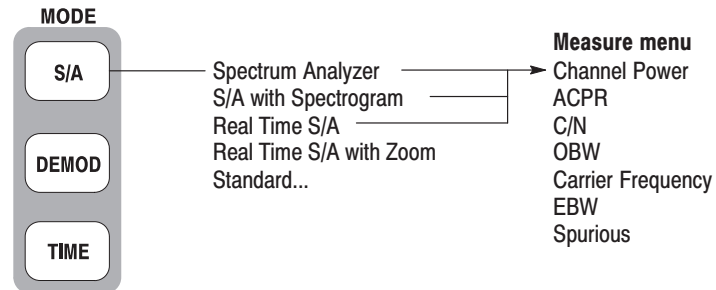 MODE
S/A
DEMOD
TIME
Spectrum Analyzer
S/A with Spectrogram
Real Time S/A
Real Time S/A with Zoom
Standard...
Measure menu
Channel Power
ACPR
C/N
OBW
Carrier Frequency
EBW
Spurious